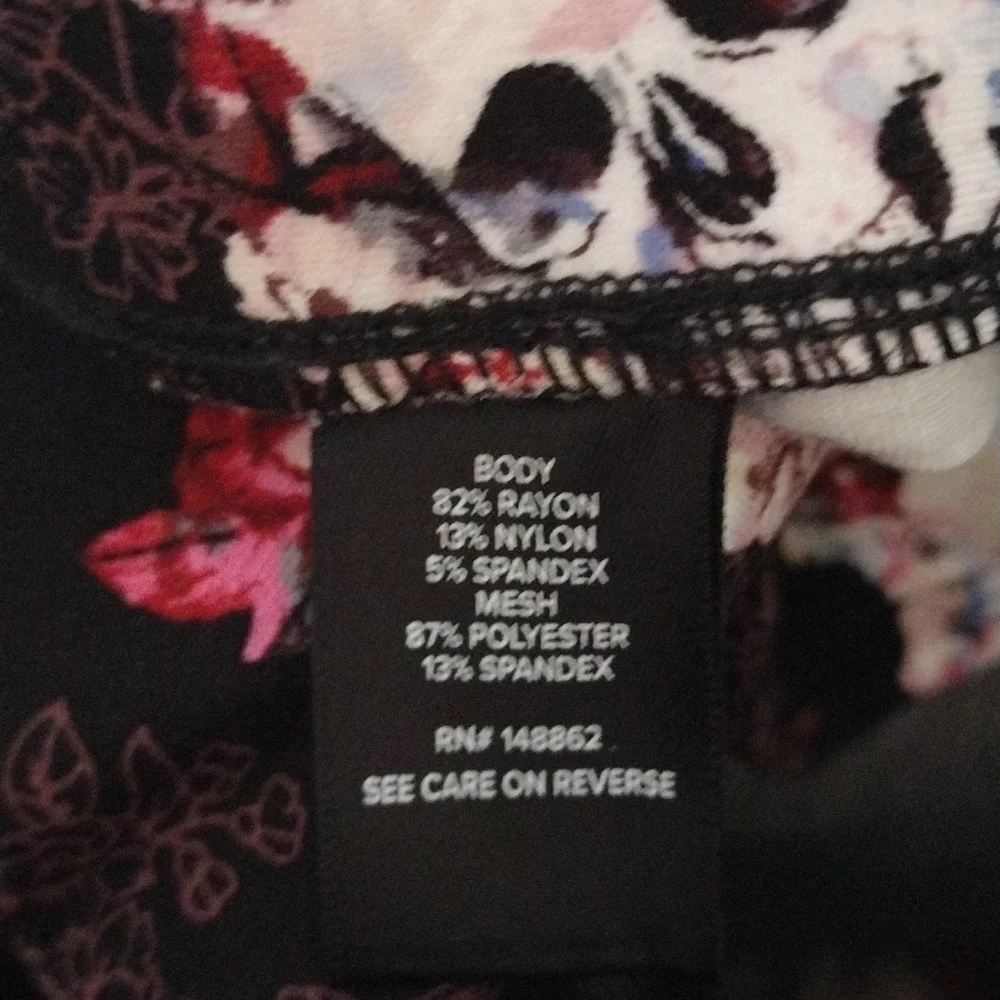 BODY
82% RAYON
13% NYLON
5% SPANDEX
MESH
87% POLYESTER
13% SPANDEX
RN# 148862
SEE CARE ON REVERSE